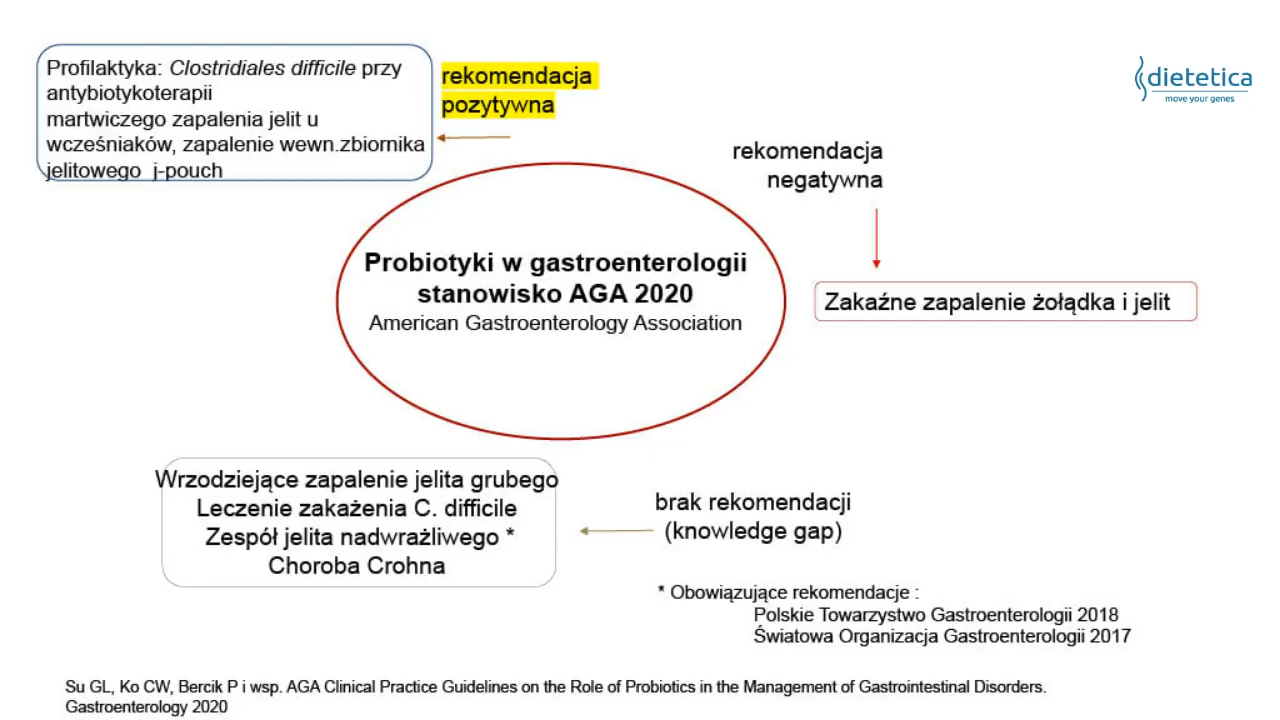 Profilaktyka: Clostridiales difficile przy
antybiotykoterapii
martwiczego zapalenia jelit u
wcześniaków, zapalenie wewn.zbiornika
jelitowego j-pouch
rekomendacja
pozytywna
dietetica
move your genes
rekomendacja
negatywna
Probiotyki w gastroenterologii
stanowisko AGA 2020
American Gastroenterology Association
Zakaźne zapalenie żołądka i jelit
Wrzodziejące zapalenie jelita grubego
Leczenie zakażenia C. difficile
Zespół jelita nadwrażliwego *
Choroba Crohna
brak rekomendacji
(knowledge gap)
* Obowiązujące rekomendacje :
Polskie Towarzystwo Gastroenterologii 2018
Światowa Organizacja Gastroenterologii 2017
Su GL, Ko CW, Bercik P i wsp. AGA Clinical Practice Guidelines on the Role of Probiotics in the Management of Gastrointestinal Disorders.
Gastroenterology 2020